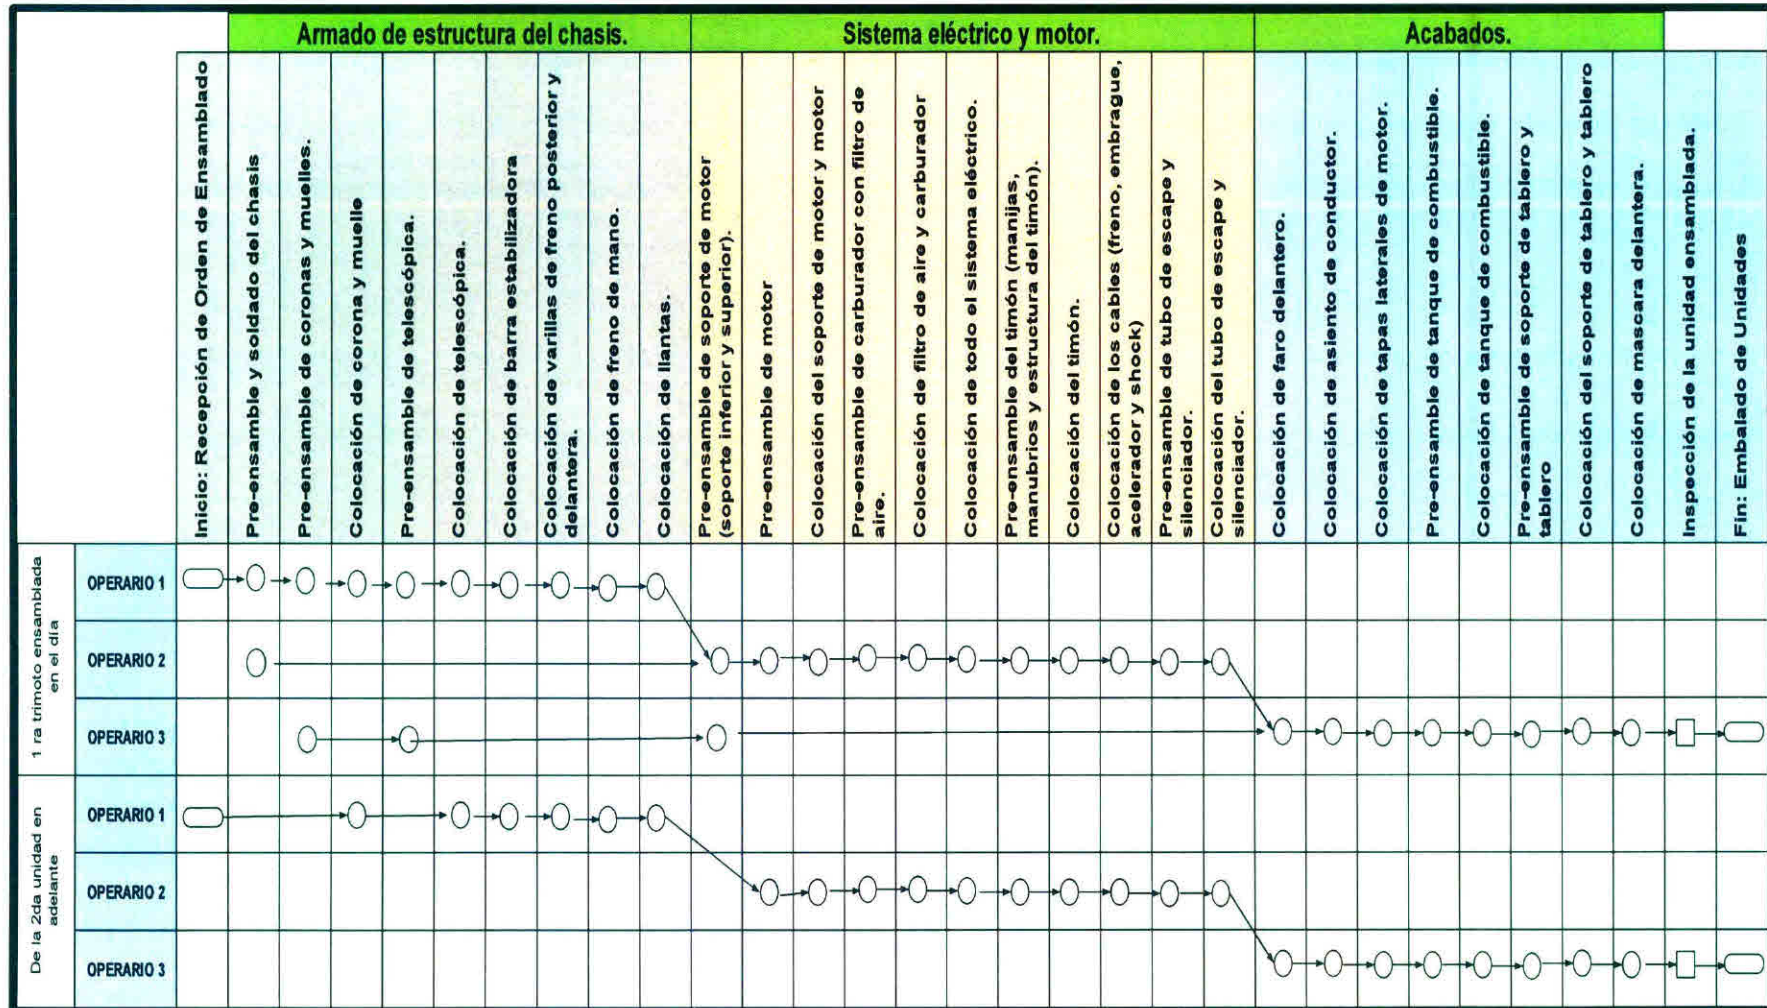 Armado de estructura del chasis.
Sistema eléctrico y motor.
Acabados.
Inicio: Recepción de Orden de Ensamblado
Pre-ensamble y soldado del chasis
Pre-ensamble de coronas y muelles.
Colocación de corona y muelle
Pre-ensamble de telescópica.
Colocación de telescópica.
Colocación de barra estabilizadora
Colocación de varillas de freno posterior y
delantera.
Colocación de freno de mano.
Colocación de llantas.
Pre-ensamble de soporte de motor
(soporte inferior y superior).
Pre-ensamble de motor
Colocación del soporte de motor y motor
Pre-ensamble de carburador con filtro de
aire.
Colocación de filtro de aire y carburador
Colocación de todo el sistema eléctrico.
Pre-ensamble del timón (manijas,
manubrios y estructura del timón).
Colocación del timón.
Colocación de los cables (freno, embrague,
acelerador y shock)
Pre-ensamble de tubo de escape y
silenciador.
Colocación del tubo de escape y
silenciador.
Colocación de faro delantero.
Colocación de asiento de conductor.
Colocación de tapas laterales de motor.
Pre-ensamble de tanque de combustible.
Colocación de tanque de combustible.
Pre-ensamble de soporte de tablero y
tablero
Colocación del soporte de tablero y tablero
Colocación de mascara delantera.
Inspección de la unidad ensamblada.
Fin: Embalado de Unidades
1 ra trimoto ensamblada
en el día
OPERARIO 1
OPERARIO 2
OPERARIO 3
De la 2da unidad en
adelante
OPERARIO 1
OPERARIO 2
OPERARIO 3